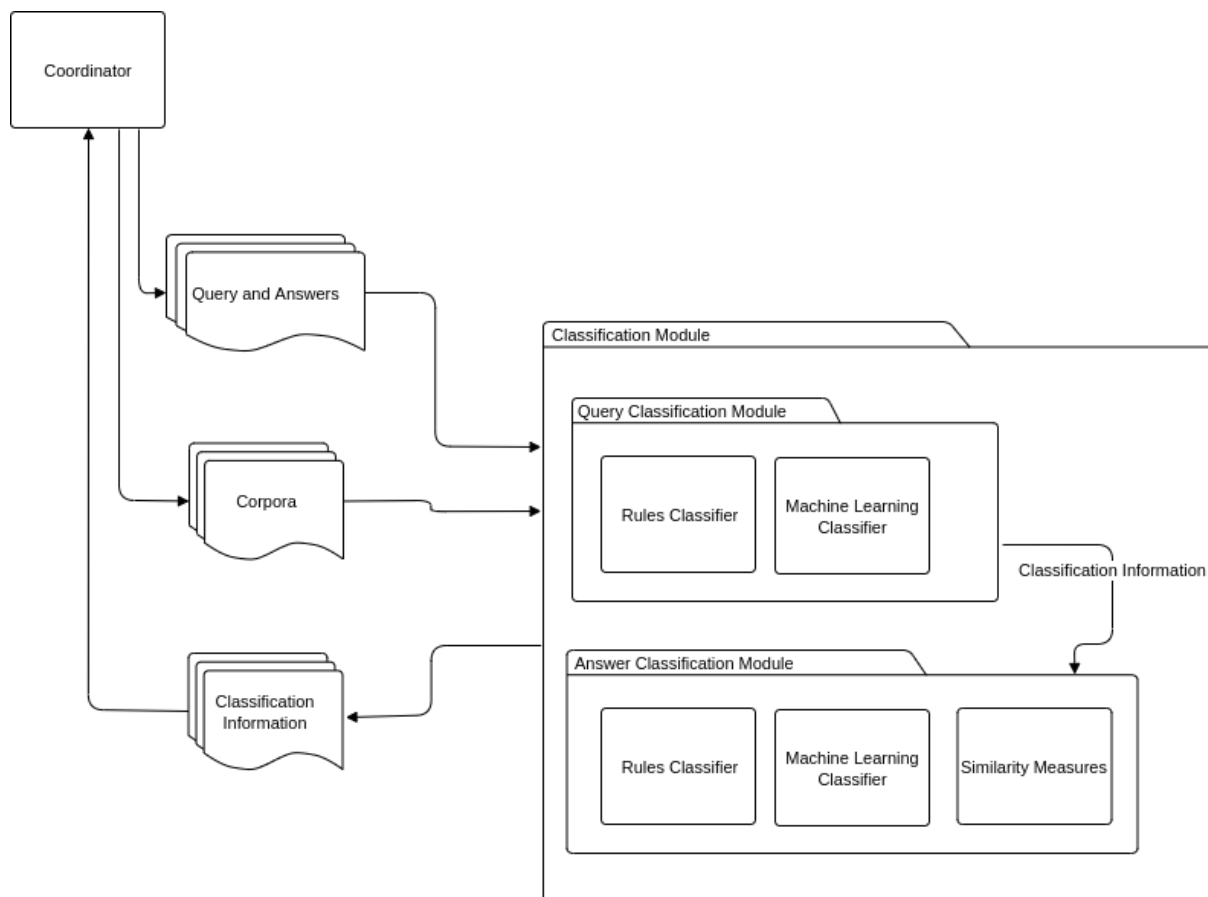 Coordinator
Query and Answers
Classification Module
Query Classification Module
Rules Classifier
Machine Learning
Classifier
Corpora
Classification Information
Answer Classification Module
Classification
Information
Rules Classifier
Machine Learning
Classifier
Similarity Measures